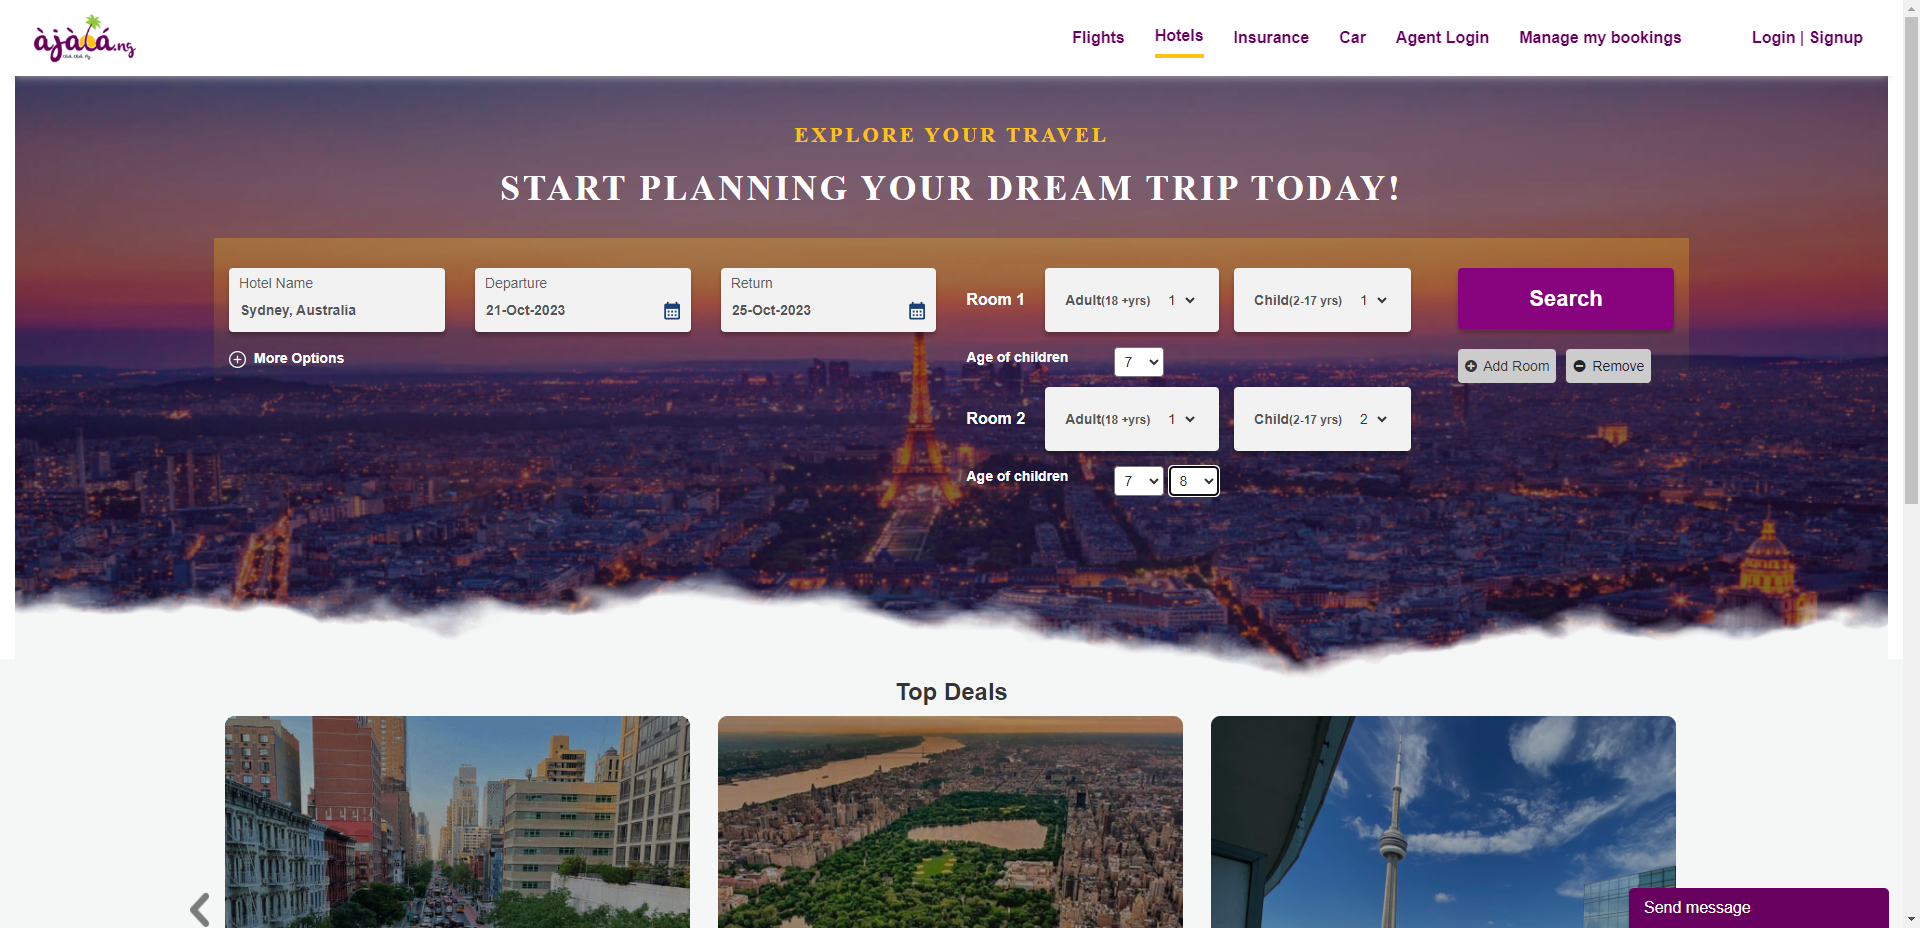 àjàlá.ng
Flights
Hotels
Insurance
Car
Agent Login
Manage my bookings
Login | Signup
EXPLORE YOUR TRAVEL
START PLANNING YOUR DREAM TRIP TODAY!
Hotel Name
Sydney, Australia
Departure
21-Oct-2023
Return
25-Oct-2023
Room 1
Adult(18 +yrs) 1
Child(2-17 yrs) 1
Search
More Options
Age of children
7
Add Room
Remove
Room 2
Adult(18 +yrs) 1
Child(2-17 yrs) 2
Age of children
7
8
Top Deals
Send message